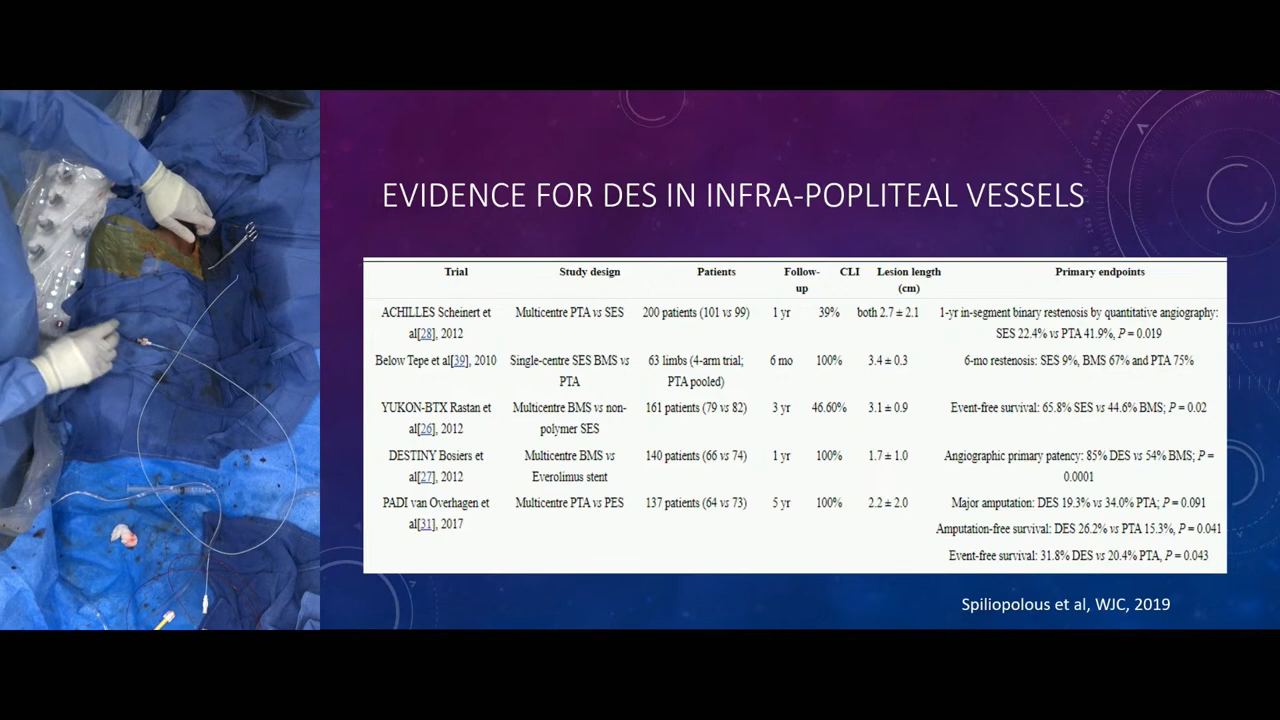 EVIDENCE FOR DES IN INFRA-POPLITEAL VESSELS
Trial Study design Patients Follow-up CLI Lesion length (cm) Primary endpoints
ACHILLES Scheinert et al[28], 2012 Multicentre PTA vs SES 200 patients (101 vs 99) 1 yr 39% both 2.7 ± 2.1 1-yr in-segment binary restenosis by quantitative angiography: SES 22.4% vs PTA 41.9%, P = 0.019
Below Tepe et al[39], 2010 Single-centre SES BMS vs PTA 63 limbs (4-arm trial; PTA pooled) 6 mo 100% 3.4 ± 0.3 6-mo restenosis: SES 9%, BMS 67% and PTA 75%
YUKON-BTX Rastan et al[26], 2012 Multicentre BMS vs non-polymer SES 161 patients (79 vs 82) 3 yr 46.60% 3.1 ± 0.9 Event-free survival: 65.8% SES vs 44.6% BMS; P = 0.02
DESTINY Bosiers et al[27], 2012 Multicentre BMS vs Everolimus stent 140 patients (66 vs 74) 1 yr 100% 1.7 ± 1.0 Angiographic primary patency: 85% DES vs 54% BMS; P = 0.0001
PADI van Overhagen et al[31], 2017 Multicentre PTA vs PES 137 patients (64 vs 73) 5 yr 100% 2.2 ± 2.0 Major amputation: DES 19.3% vs 34.0% PTA; P = 0.091
Amputation-free survival: DES 26.2% vs PTA 15.3%, P = 0.041
Event-free survival: 31.8% DES vs 20.4% PTA, P = 0.043
Spiliopolous et al, WJC, 2019